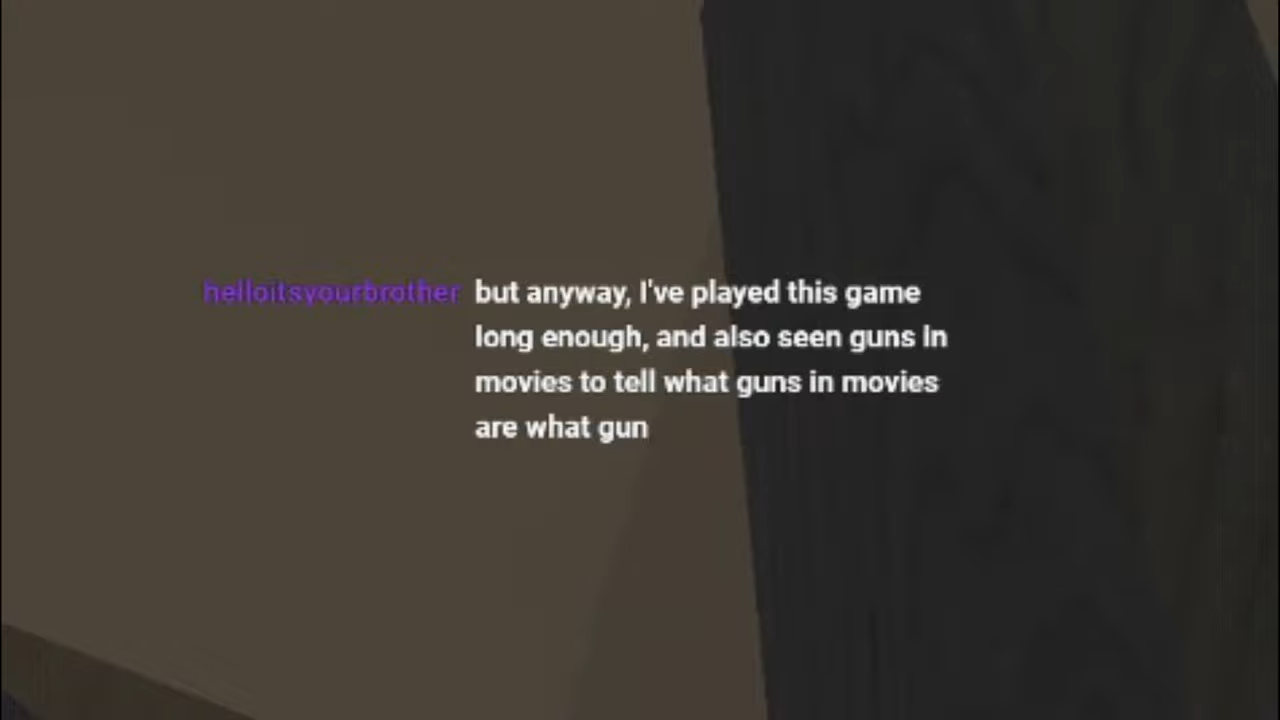 helloitsyourbrother but anyway, I've played this game
long enough, and also seen guns in
movies to tell what guns in movies
are what gun